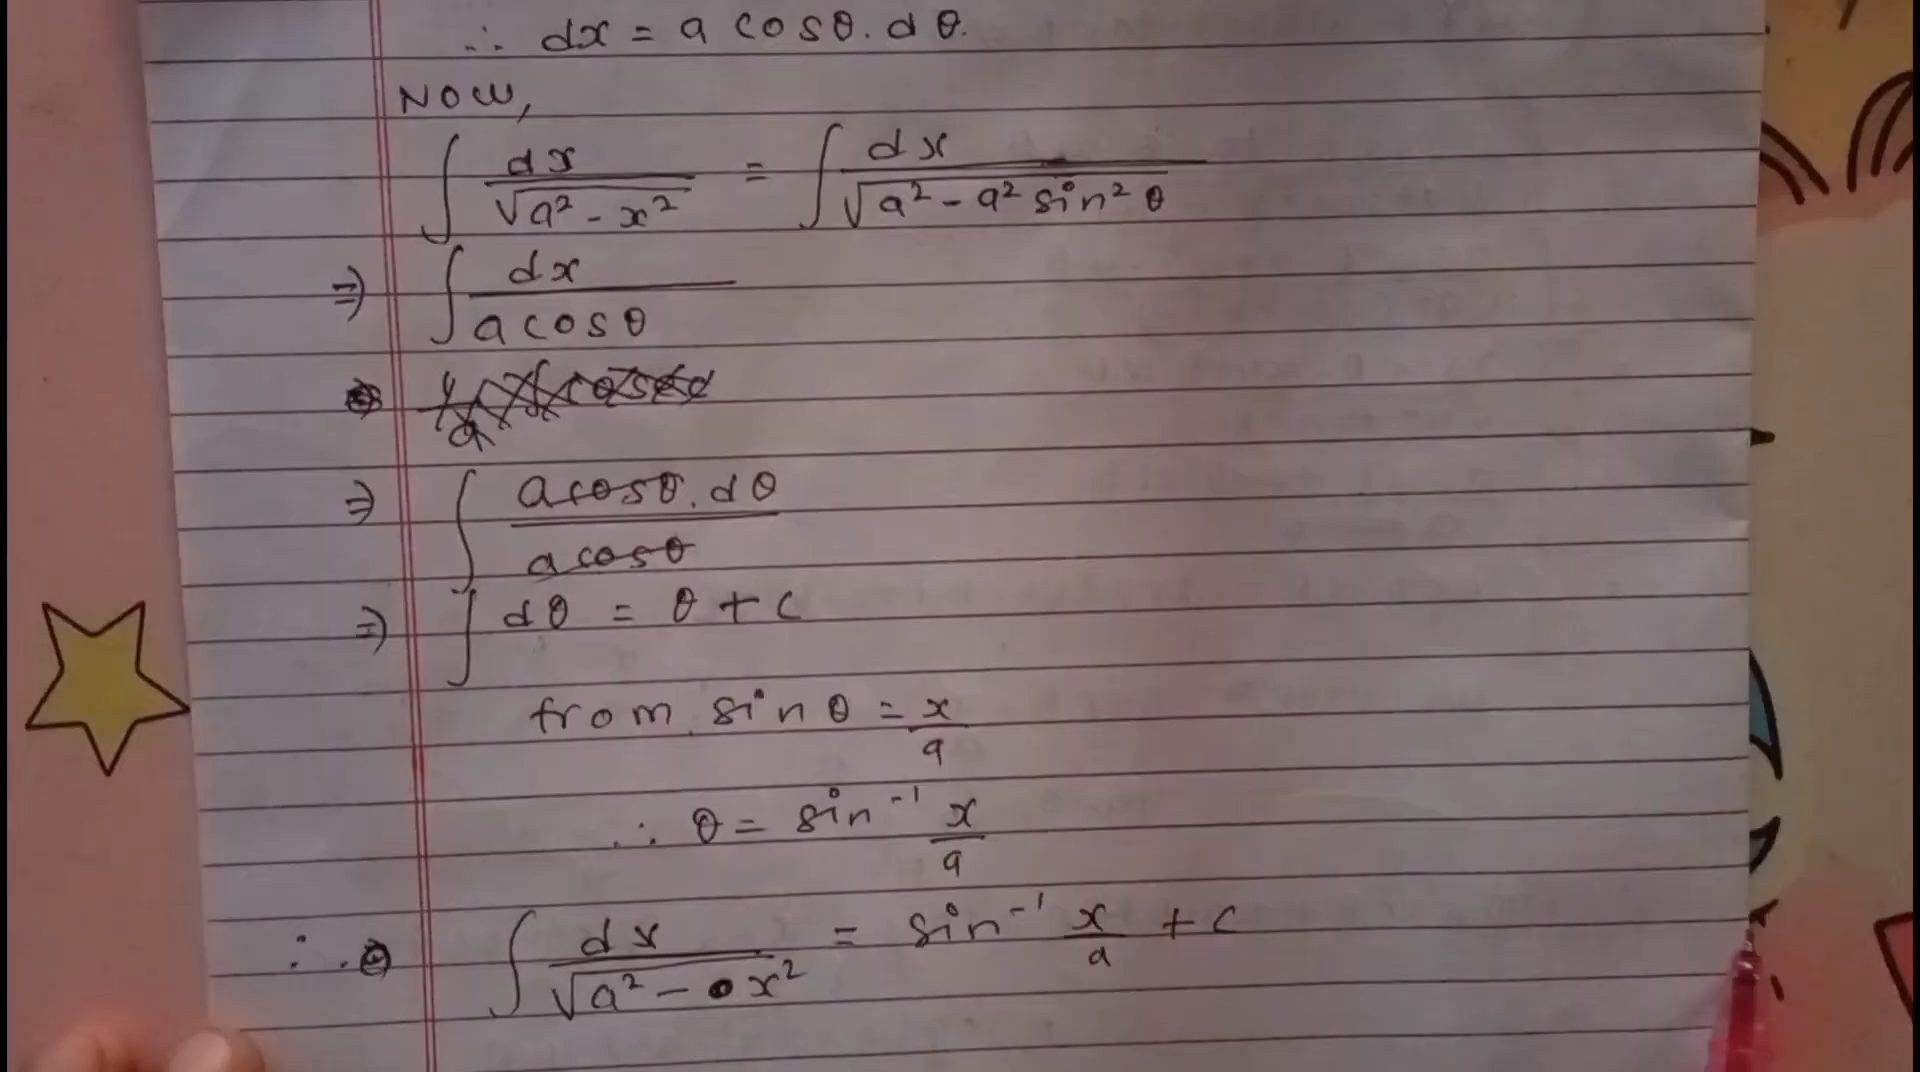 ∴ dx = a cosθ. dθ.
Now,
∫ dx/√(a² - x²) = ∫ dx/√(a² - a² sin² θ)
⇒ ∫ dx/(a cosθ)
⇒ ∫ (a cosθ. dθ)/(a cosθ)
⇒ ∫ dθ = θ + c
from sinθ = x/a
∴ θ = sin⁻¹ x/a
∴ ∫ dx/√(a² - x²) = sin⁻¹ x/a + c